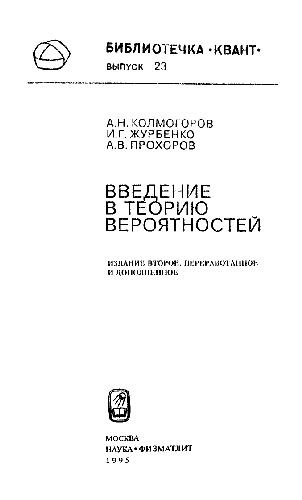 БИБЛИОТЕЧКА •КВАНТ•
ВЫПУСК 23
А.Н. КОЛМОГОРОВ
И.Г. ЖУРБЕНКО
А.В. ПРОХОРОВ
ВВЕДЕНИЕ
В ТЕОРИЮ
ВЕРОЯТНОСТЕЙ
ИЗДАНИЕ ВТОРОЕ, ПЕРЕРАБОТАННОЕ
И ДОПОЛНЕННОЕ
МОСКВА
НАУКА • ФИЗМАТЛИТ
1995